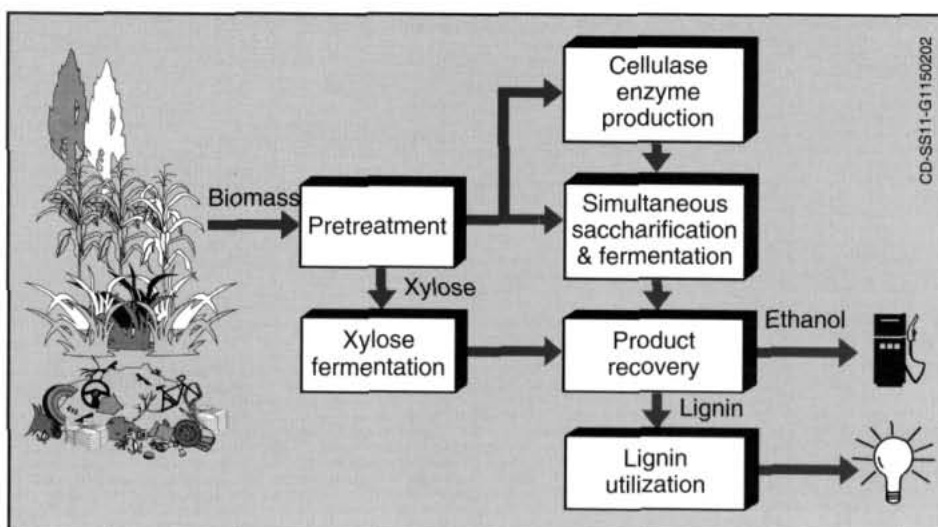 Cellulase
enzyme
production
Biomass
Pretreatment
Simultaneous
saccharification
& fermentation
Xylose
Xylose
fermentation
Product
recovery
Ethanol
Lignin
Lignin
utilization
CD-SS11-G1150202